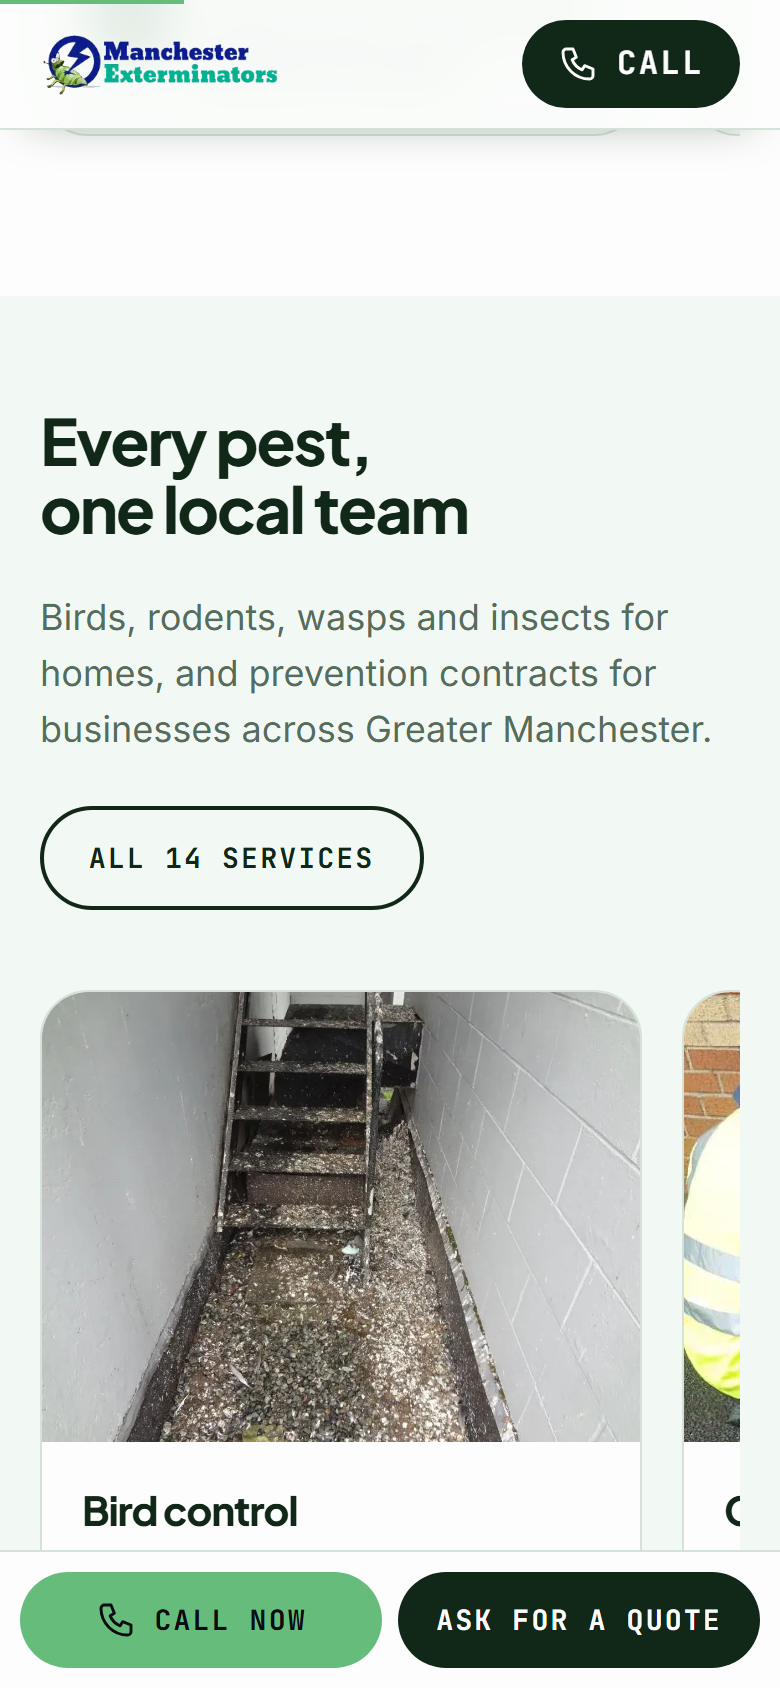 Manchester
Exterminators
CALL
Every pest,
one local team
Birds, rodents, wasps and insects for
homes, and prevention contracts for
businesses across Greater Manchester.
ALL 14 SERVICES
Bird control
CALL NOW
ASK FOR A QUOTE